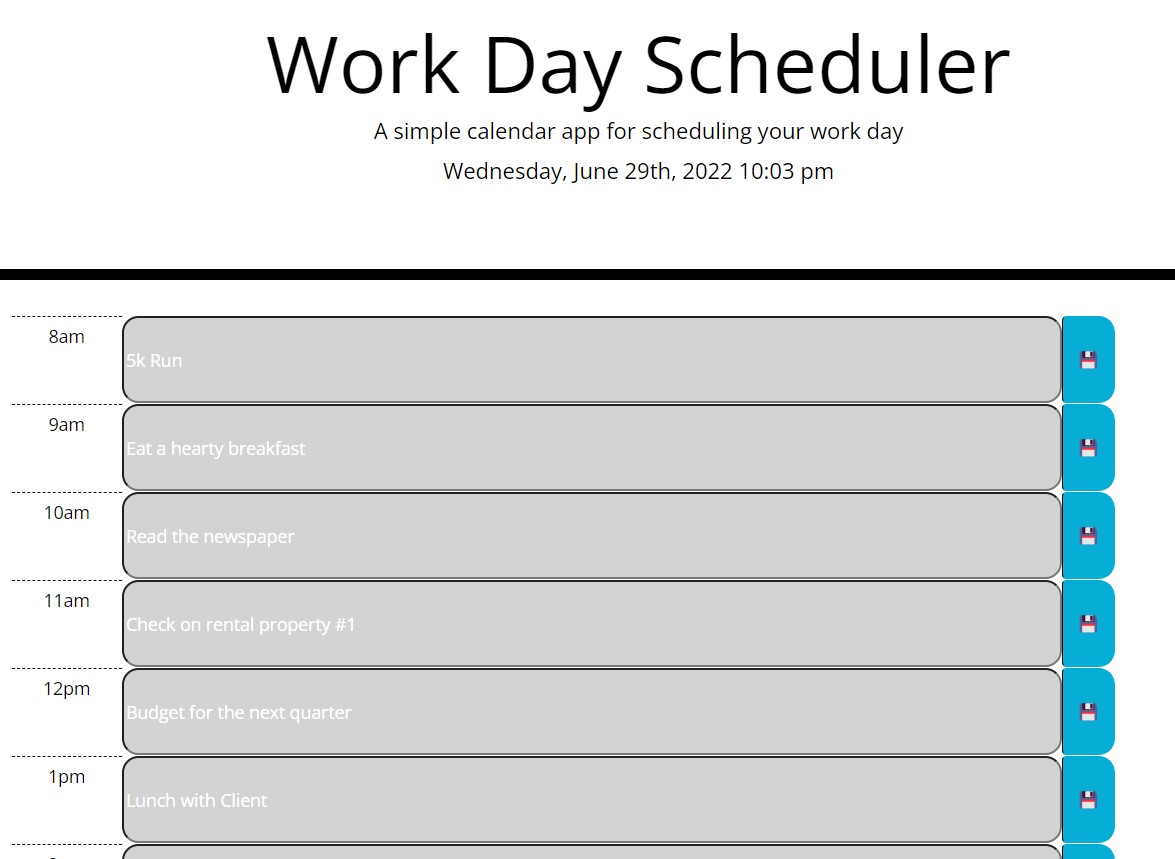 Work Day Scheduler
A simple calendar app for scheduling your work day
Wednesday, June 29th, 2022 10:03 pm
8am
5k Run
9am
Eat a hearty breakfast
10am
Read the newspaper
11am
Check on rental property #1
12pm
Budget for the next quarter
1pm
Lunch with Client